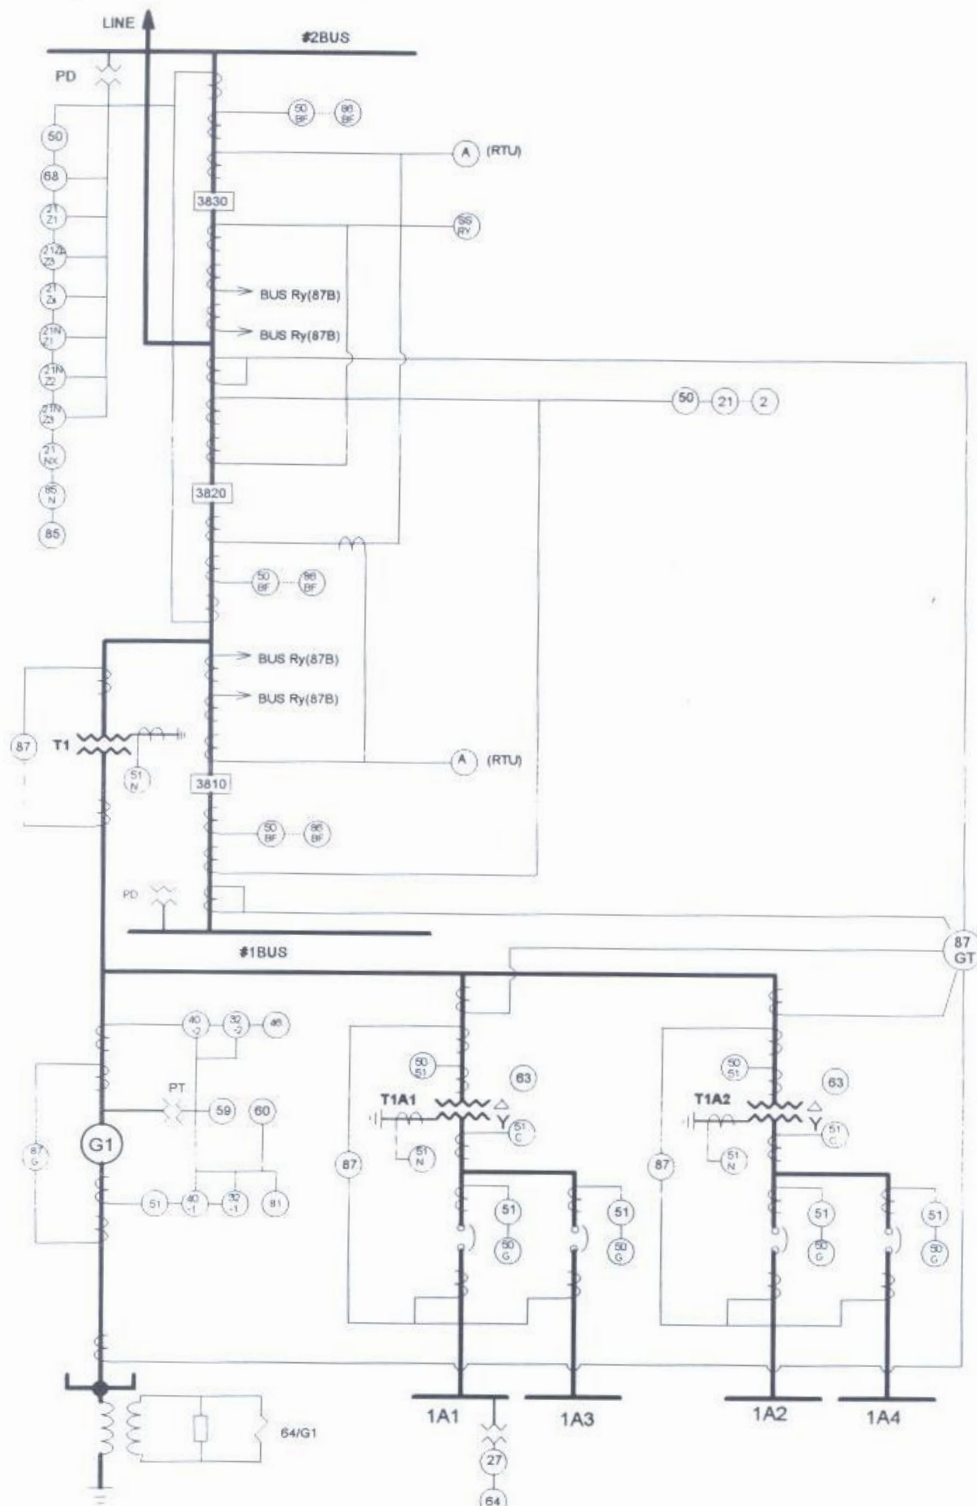 LINE
#2BUS
PD
50
BF
86
BF
50
A
(RTU)
68
3830
21
Z1
BUS Ry(87B)
21
BUS Ry(87B)
21N
Z1
21N
Z2
50
21
2
21N
21
NX
3820
85
N
85
50
BF
86
BF
BUS Ry(87B)
BUS Ry(87B)
87
T1
51
N
A
(RTU)
3810
50
BF
86
BF
PD
#1BUS
87
GT
40
-2
32
-2
46
PT
59
60
87
G
G1
51
40
-1
32
-1
81
50
51
63
T1A1
△
Y
51
G
87
51
N
51
50
G
51
50
G
50
51
63
T1A2
△
Y
51
G
87
51
N
51
50
G
51
50
G
64/G1
1A1
1A3
1A2
1A4
27
64